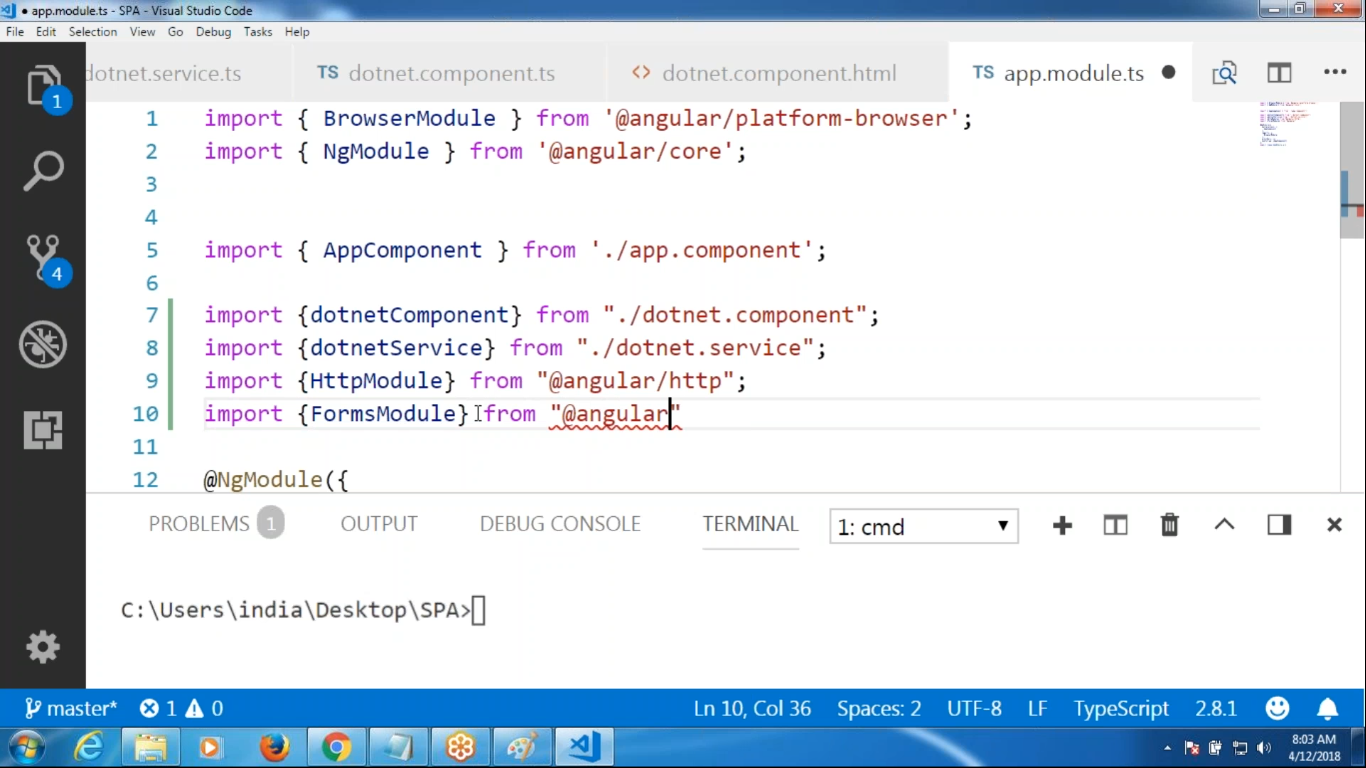 app.module.ts - SPA - Visual Studio Code
File Edit Selection View Go Debug Tasks Help
dotnet.service.ts TS dotnet.component.ts <> dotnet.component.html TS app.module.ts
1
1 import { BrowserModule } from '@angular/platform-browser';
2 import { NgModule } from '@angular/core';
3
4
5 import { AppComponent } from './app.component';
6
7 import {dotnetComponent} from "./dotnet.component";
8 import {dotnetService} from "./dotnet.service";
9 import {HttpModule} from "@angular/http";
10 import {FormsModule} from "@angular"
11
12 @NgModule({
4
PROBLEMS 1 OUTPUT DEBUG CONSOLE TERMINAL 1: cmd
C:\Users\india\Desktop\SPA>
master* 1 0 Ln 10, Col 36 Spaces: 2 UTF-8 LF TypeScript 2.8.1
8:03 AM
4/12/2018